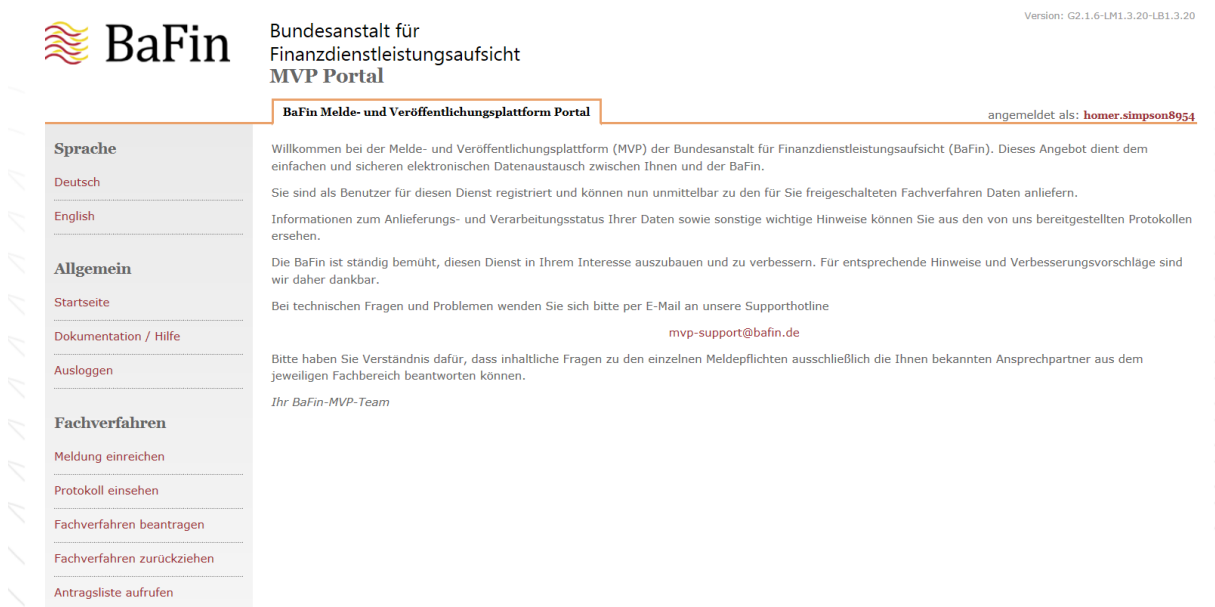 Version: G2.1.6-LM1.3.20-LB1.3.20
BaFin
Bundesanstalt für
Finanzdienstleistungsaufsicht
MVP Portal
BaFin Melde- und Veröffentlichungsplattform Portal
angemeldet als: homer.simpson8954
Sprache
Deutsch
English
Allgemein
Startseite
Dokumentation / Hilfe
Ausloggen
Fachverfahren
Meldung einreichen
Protokoll einsehen
Fachverfahren beantragen
Fachverfahren zurückziehen
Antragsliste aufrufen
Willkommen bei der Melde- und Veröffentlichungsplattform (MVP) der Bundesanstalt für Finanzdienstleistungsaufsicht (BaFin). Dieses Angebot dient dem
einfachen und sicheren elektronischen Datenaustausch zwischen Ihnen und der BaFin.
Sie sind als Benutzer für diesen Dienst registriert und können nun unmittelbar zu den für Sie freigeschalteten Fachverfahren Daten anliefern.
Informationen zum Anlieferungs- und Verarbeitungsstatus Ihrer Daten sowie sonstige wichtige Hinweise können Sie aus den von uns bereitgestellten Protokollen
ersehen.
Die BaFin ist ständig bemüht, diesen Dienst in Ihrem Interesse auszubauen und zu verbessern. Für entsprechende Hinweise und Verbesserungsvorschläge sind
wir daher dankbar.
Bei technischen Fragen und Problemen wenden Sie sich bitte per E-Mail an unsere Supporthotline
mvp-support@bafin.de
Bitte haben Sie Verständnis dafür, dass inhaltliche Fragen zu den einzelnen Meldepflichten ausschließlich die Ihnen bekannten Ansprechpartner aus dem
jeweiligen Fachbereich beantworten können.
Ihr BaFin-MVP-Team